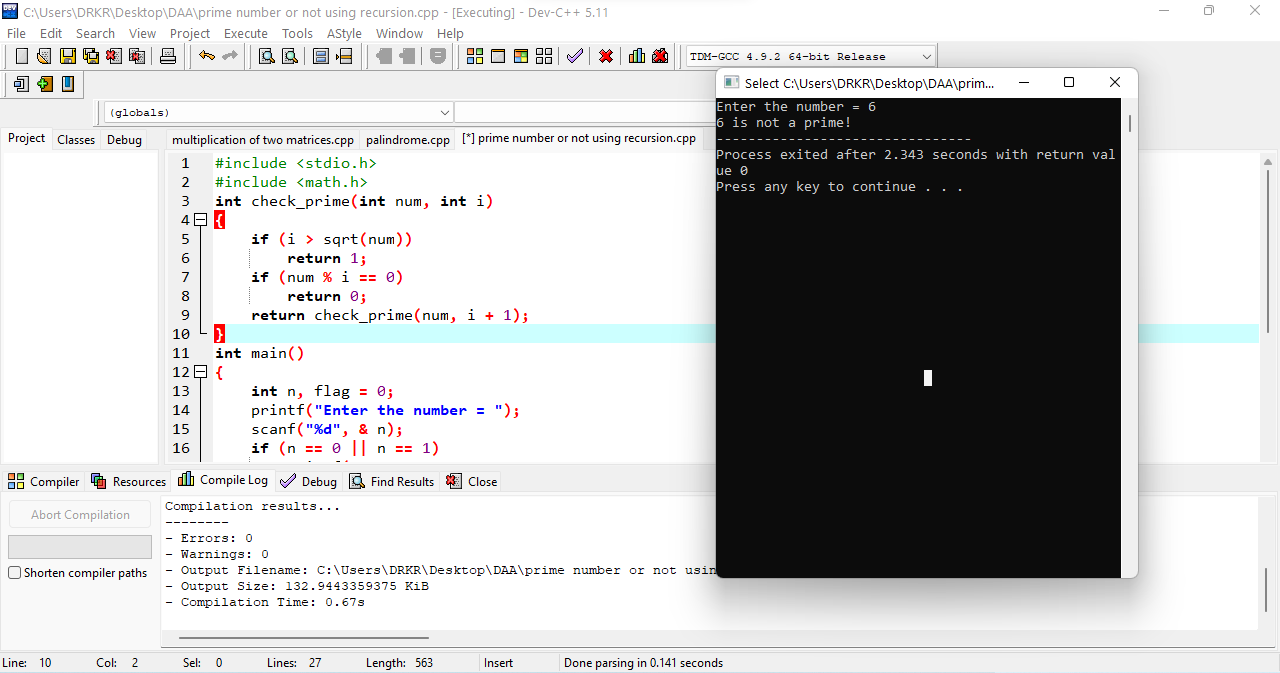 C:\Users\DRKR\Desktop\DAA\prime number or not using recursion.cpp - [Executing] - Dev-C++ 5.11
File Edit Search View Project Execute Tools AStyle Window Help
TDM-GCC 4.9.2 64-bit Release
(globals)
Project Classes Debug
multiplication of two matrices.cpp palindrome.cpp [*] prime number or not using recursion.cpp
1 #include <stdio.h>
2 #include <math.h>
3 int check_prime(int num, int i)
4 {
5 if (i > sqrt(num))
6 return 1;
7 if (num % i == 0)
8 return 0;
9 return check_prime(num, i + 1);
10 }
11 int main()
12 {
13 int n, flag = 0;
14 printf("Enter the number = ");
15 scanf("%d", & n);
16 if (n == 0 || n == 1)
Select C:\Users\DRKR\Desktop\DAA\prim...
Enter the number = 6
6 is not a prime!
--------------------------------
Process exited after 2.343 seconds with return val
ue 0
Press any key to continue . . .
Compiler Resources Compile Log Debug Find Results Close
Abort Compilation
Shorten compiler paths
Compilation results...
--------
- Errors: 0
- Warnings: 0
- Output Filename: C:\Users\DRKR\Desktop\DAA\prime number or not usin
- Output Size: 132.9443359375 KiB
- Compilation Time: 0.67s
Line: 10 Col: 2 Sel: 0 Lines: 27 Length: 563 Insert Done parsing in 0.141 seconds